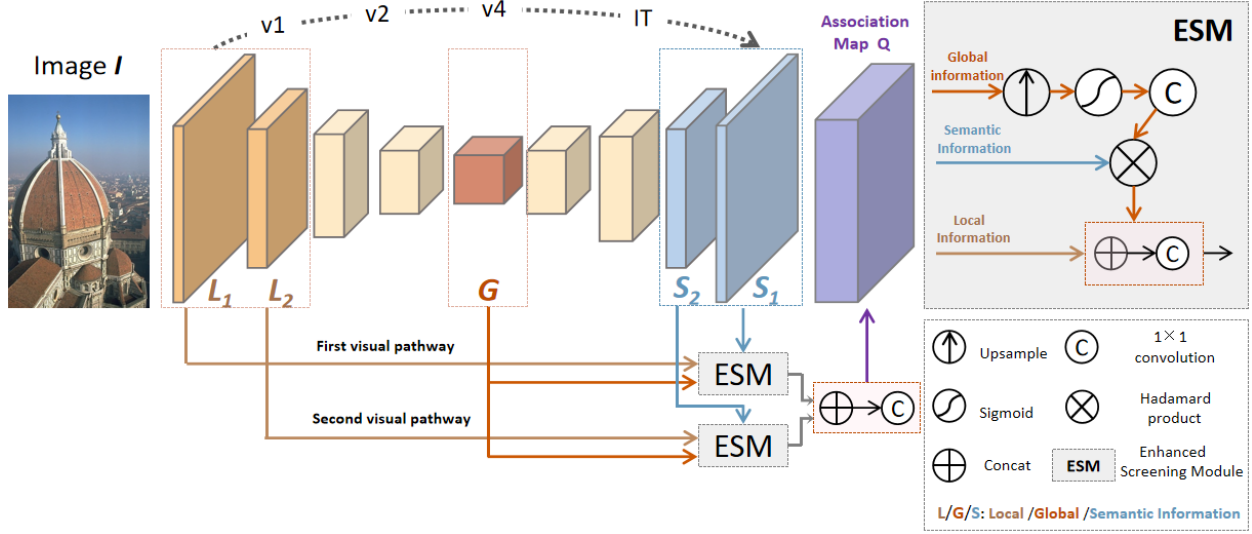 v1
v2
v4
IT
Image I
L1
L2
G
S2
S1
Association
Map Q
First visual pathway
Second visual pathway
ESM
ESM
C
ESM
Global
information
C
Semantic
Information
Local
Information
C
Upsample
C
1×1
convolution
Sigmoid
Hadamard
product
Concat
ESM
Enhanced
Screening Module
L/G/S: Local /Global /Semantic Information